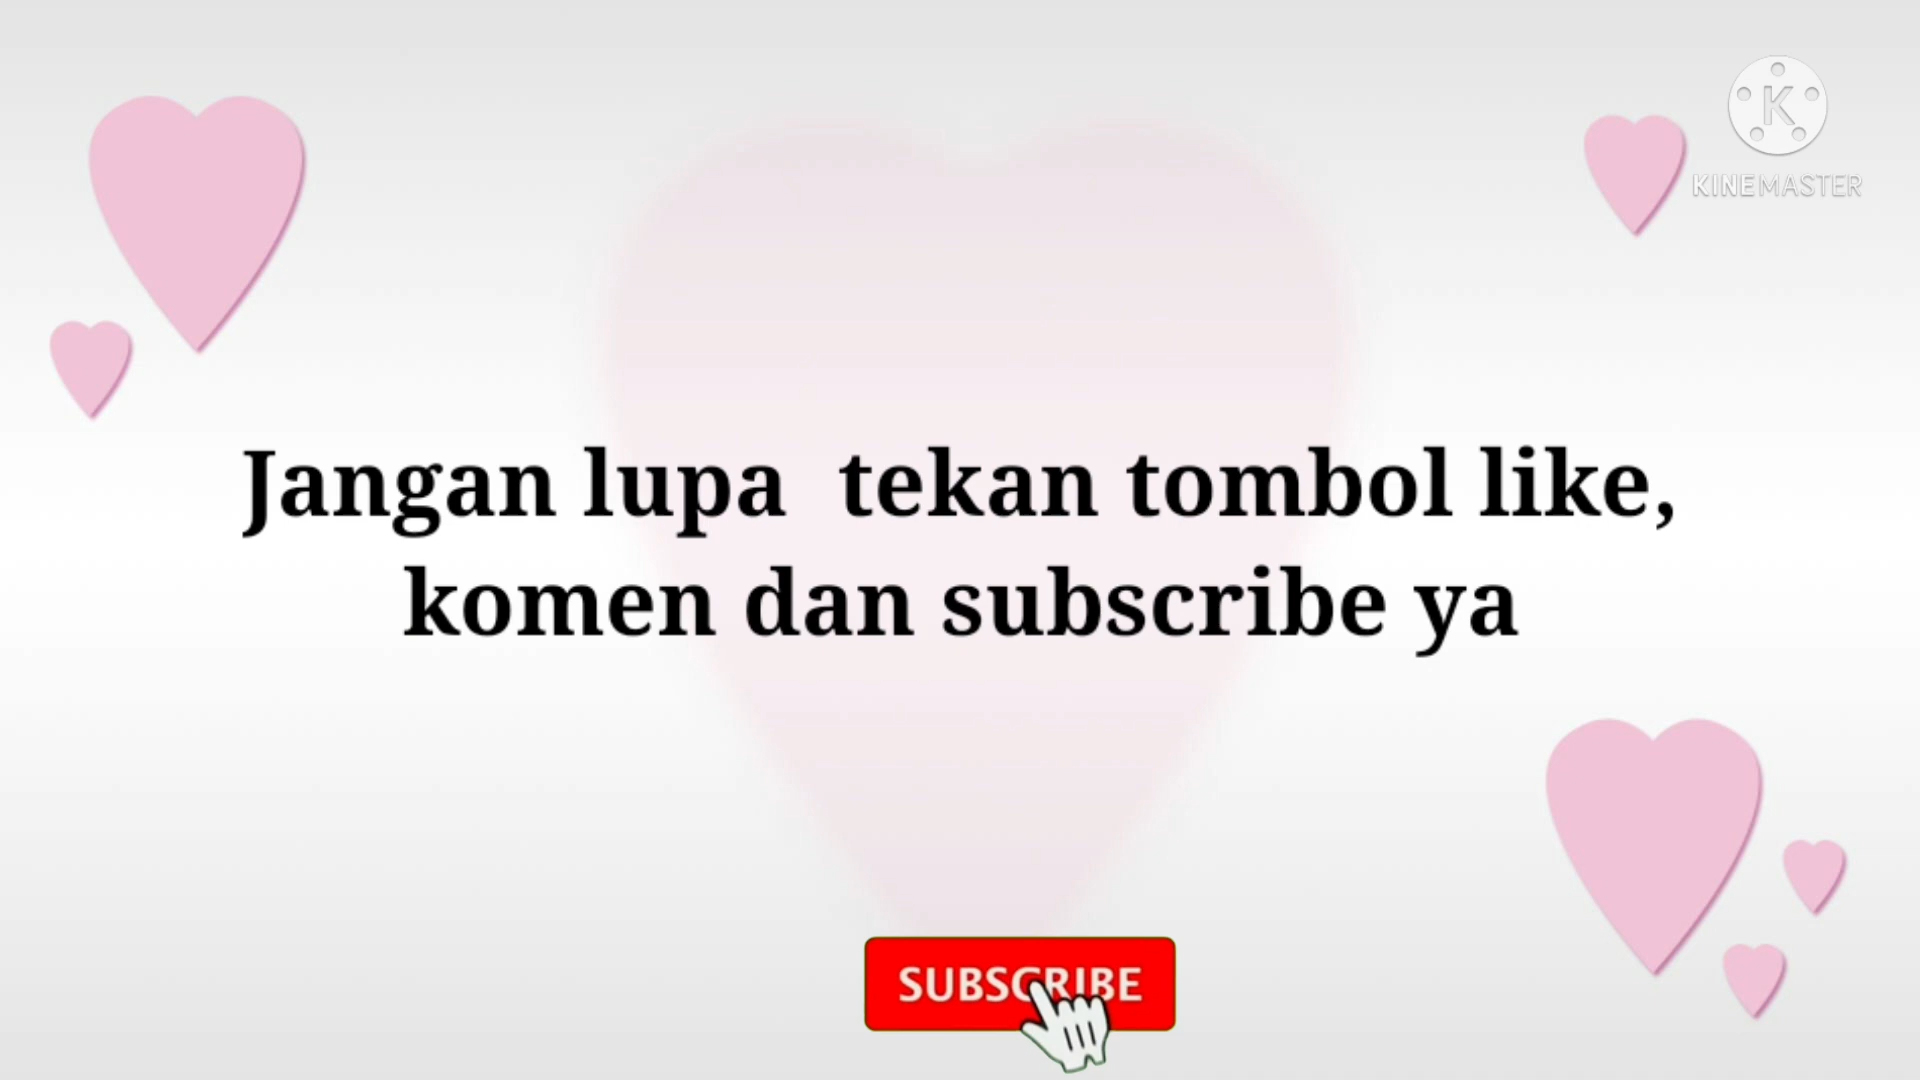 K
KINEMASTER
Jangan lupa tekan tombol like,
komen dan subscribe ya
SUBSCRIBE